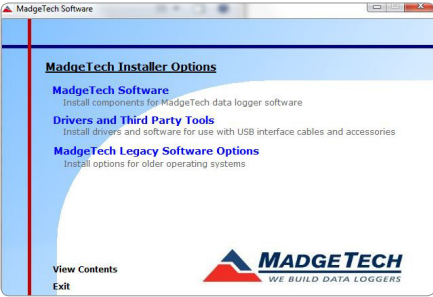 MadgeTech Software
MadgeTech Installer Options
MadgeTech Software
Install components for MadgeTech data logger software
Drivers and Third Party Tools
Install drivers and software for use with USB interface cables and accessories
MadgeTech Legacy Software Options
Install options for older operating systems
View Contents
Exit
MADGETECH
WE BUILD DATA LOGGERS